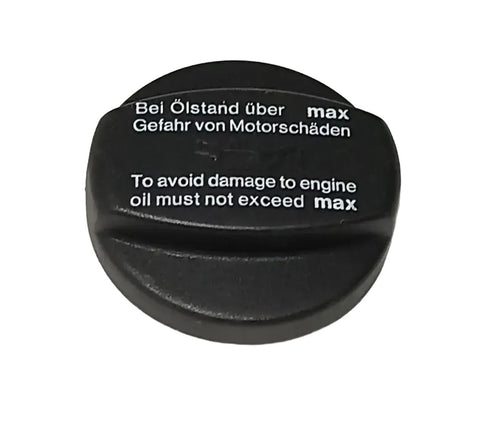 Bei Ölstand über max
Gefahr von Motorschäden
To avoid damage to engine
oil must not exceed max